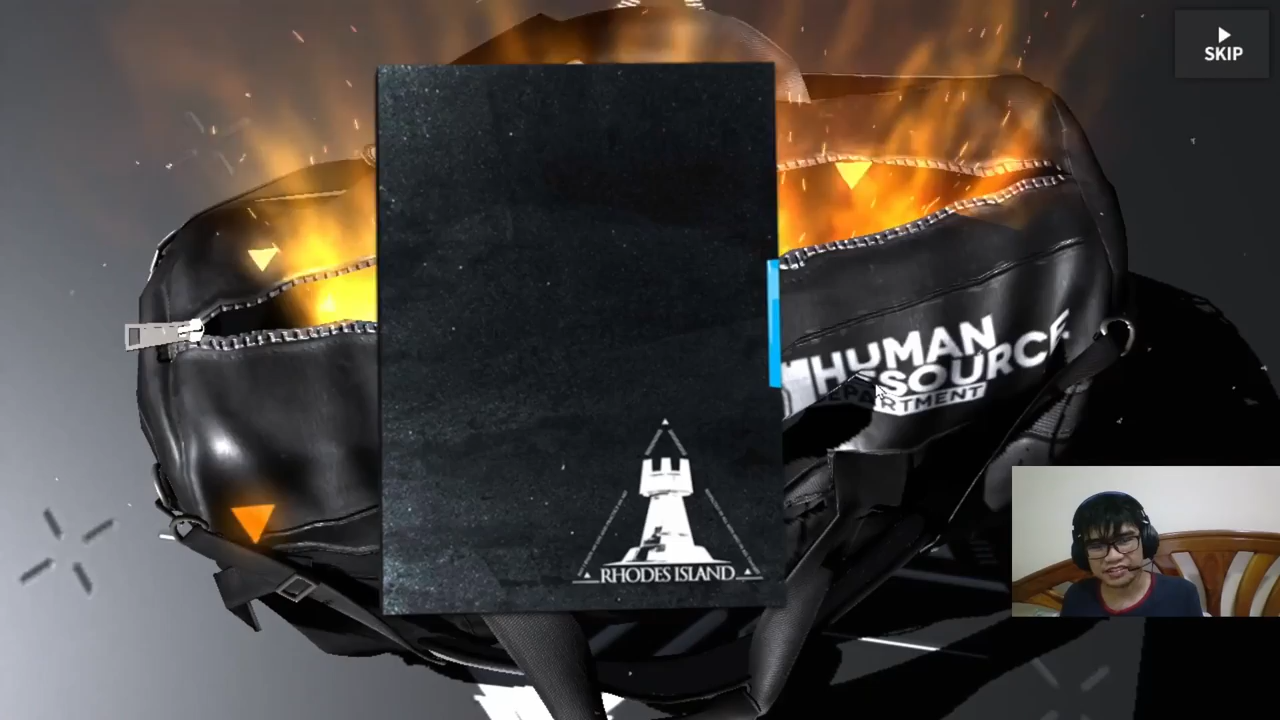 SKIP
HUMAN
RESOURCE
DEPARTMENT
RHODES ISLAND